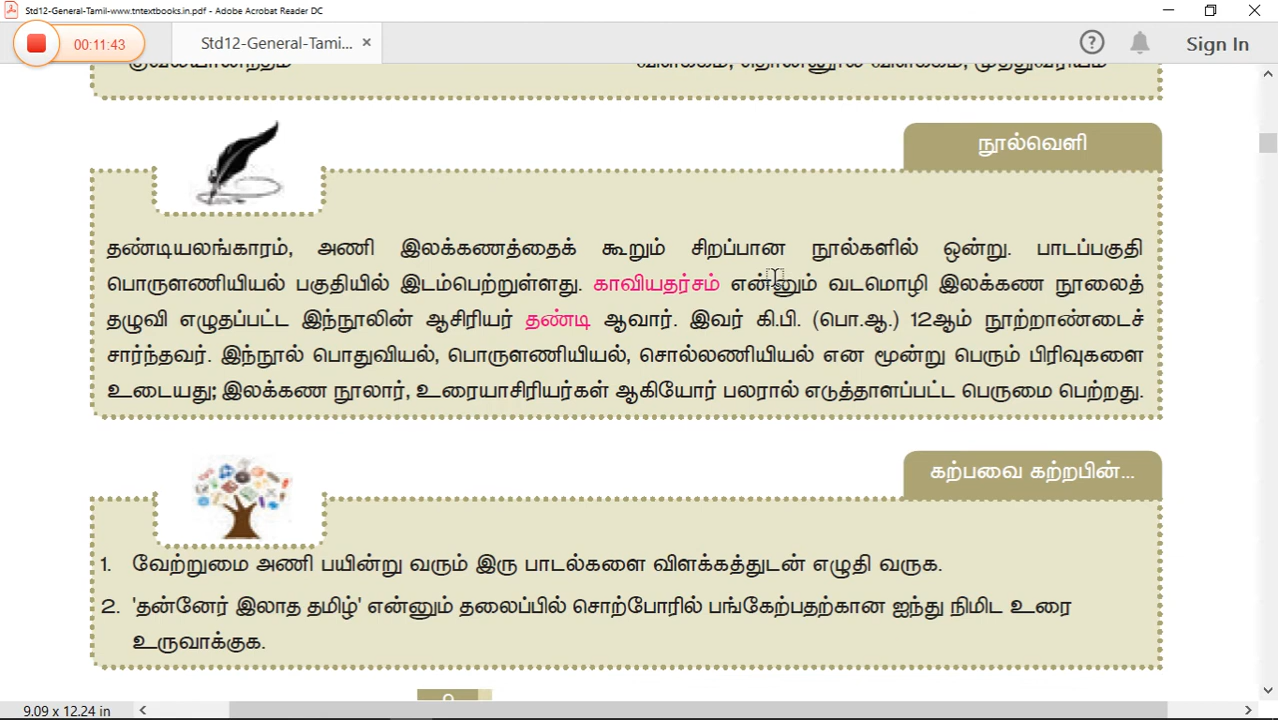 Std12-General-Tamil-www.tntextbooks.in.pdf - Adobe Acrobat Reader DC
00:11:43
Std12-General-Tami...
Sign In
நூல்வெளி
தண்டியலங்காரம், அணி இலக்கணத்தைக் கூறும் சிறப்பான நூல்களில் ஒன்று. பாடப்பகுதி
பொருளணியியல் பகுதியில் இடம்பெற்றுள்ளது. காவியதர்சம் என்னும் வடமொழி இலக்கண நூலைத்
தழுவி எழுதப்பட்ட இந்நூலின் ஆசிரியர் தண்டி ஆவார். இவர் கி.பி. (பொ.ஆ.) 12ஆம் நூற்றாண்டைச்
சார்ந்தவர். இந்நூல் பொதுவியல், பொருளணியியல், சொல்லணியியல் என மூன்று பெரும் பிரிவுகளை
உடையது; இலக்கண நூலார், உரையாசிரியர்கள் ஆகியோர் பலரால் எடுத்தாளப்பட்ட பெருமை பெற்றது.
கற்பவை கற்றபின்...
1. வேற்றுமை அணி பயின்று வரும் இரு பாடல்களை விளக்கத்துடன் எழுதி வருக.
2. 'தன்னேர் இலாத தமிழ்' என்னும் தலைப்பில் சொற்போரில் பங்கேற்பதற்கான ஐந்து நிமிட உரை
உருவாக்குக.
9.09 x 12.24 in